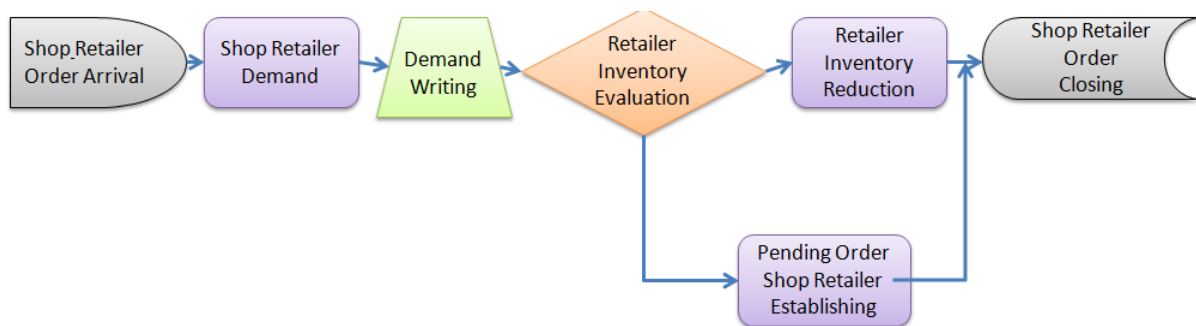 Shop Retailer
Order Arrival
Shop Retailer
Demand
Demand
Writing
Retailer
Inventory
Evaluation
Retailer
Inventory
Reduction
Shop Retailer
Order
Closing
Pending Order
Shop Retailer
Establishing